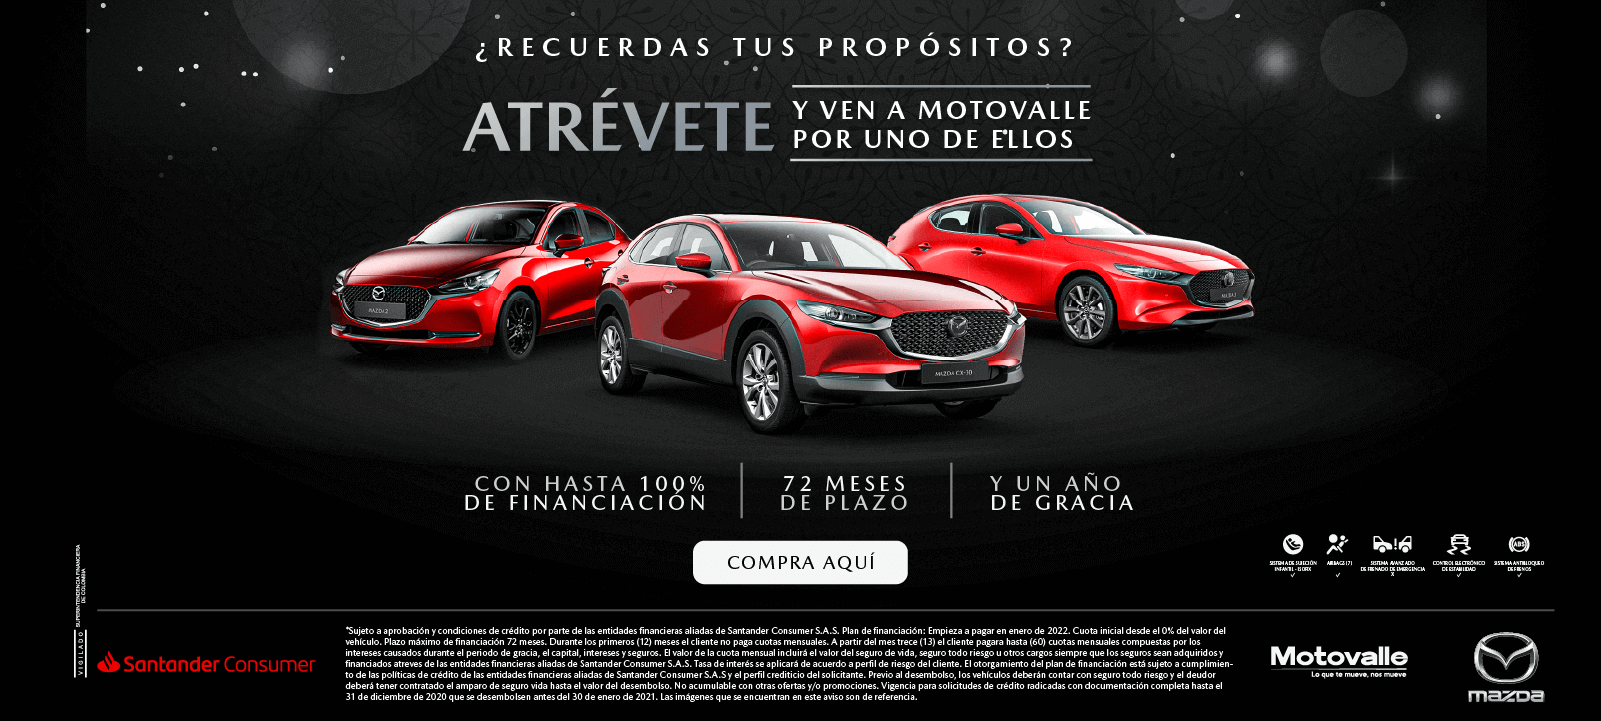 ¿RECUERDAS TUS PROPÓSITOS?
ATRÉVETE
Y VEN A MOTOVALLE
POR UNO DE ELLOS
MAZDA 2
MAZDA CX-30
MAZDA 3
CON HASTA 100%
DE FINANCIACIÓN
72 MESES
DE PLAZO
Y UN AÑO
DE GRACIA
COMPRA AQUÍ
SISTEMA DE SUJECIÓN
INFANTIL - ISOFIX
✓
AIRBAGS (7)
✓
SISTEMA AVANZADO
DE FRENADO DE EMERGENCIA
X
CONTROL ELECTRÓNICO
DE ESTABILIDAD
✓
ABS
SISTEMA ANTIBLOQUEO
DE FRENOS
✓
VIGILADO
SUPERINTENDENCIA FINANCIERA
DE COLOMBIA
Santander Consumer
*Sujeto a aprobación y condiciones de crédito por parte de las entidades financieras aliadas de Santander Consumer S.A.S. Plan de financiación: Empieza a pagar en enero de 2022. Cuota inicial desde el 0% del valor del
vehículo. Plazo máximo de financiación 72 meses. Durante los primeros (12) meses el cliente no paga cuotas mensuales. A partir del mes trece (13) el cliente pagara hasta (60) cuotas mensuales compuestas por los
intereses causados durante el periodo de gracia, el capital, intereses y seguros. El valor de la cuota mensual incluirá el valor del seguro de vida, seguro todo riesgo u otros cargos siempre que los seguros sean adquiridos y
financiados atreves de las entidades financieras aliadas de Santander Consumer S.A.S. Tasa de interés se aplicará de acuerdo a perfil de riesgo del cliente. El otorgamiento del plan de financiación está sujeto a cumplimien-
to de las políticas de crédito de las entidades financieras aliadas de Santander Consumer S.A.S y el perfil crediticio del solicitante. Previo al desembolso, los vehículos deberán contar con seguro todo riesgo y el deudor
deberá tener contratado el amparo de seguro vida hasta el valor del desembolso. No acumulable con otras ofertas y/o promociones. Vigencia para solicitudes de crédito radicadas con documentación completa hasta el
31 de diciembre de 2020 que se desembolsen antes del 30 de enero de 2021. Las imágenes que se encuentran en este aviso son de referencia.
Motovalle
Lo que te mueve, nos mueve
mazda